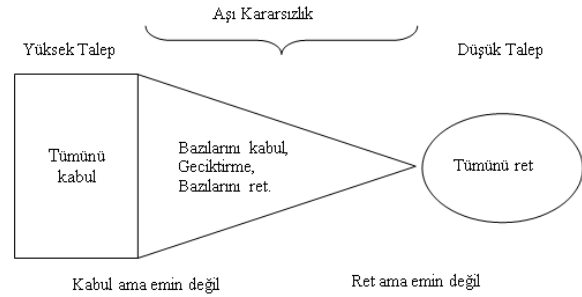 Aşı Kararsızlık
Yüksek Talep
Düşük Talep
Tümünü
kabul
Bazılarını kabul,
Geciktirme,
Bazılarını ret.
Tümünü ret
Kabul ama emin değil
Ret ama emin değil